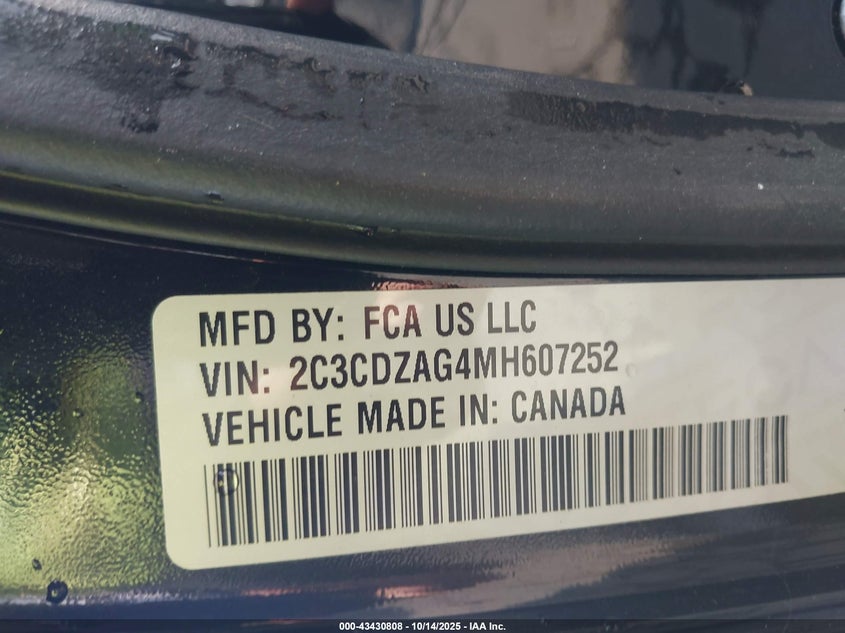 MFD BY: FCA US LLC
VIN: 2C3CDZAG4MH607252
VEHICLE MADE IN: CANADA
000-43430808 - 10/14/2025 - IAA Inc.